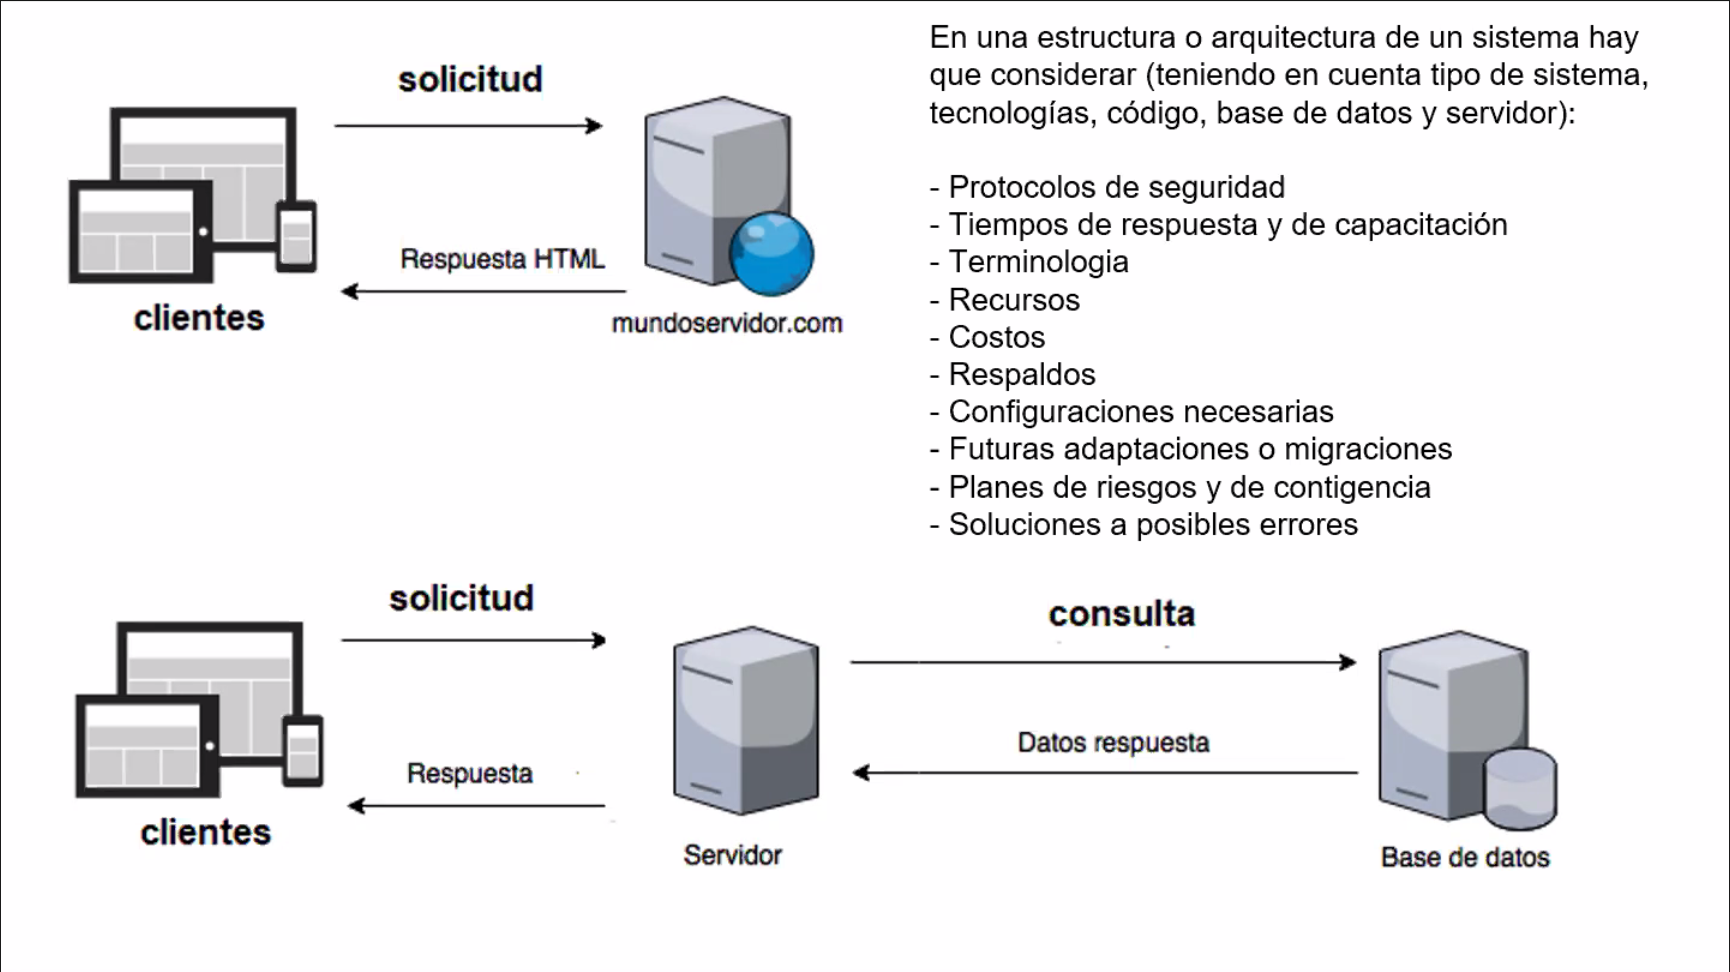 solicitud
Respuesta HTML
clientes
mundoservidor.com
En una estructura o arquitectura de un sistema hay
que considerar (teniendo en cuenta tipo de sistema,
tecnologías, código, base de datos y servidor):
- Protocolos de seguridad
- Tiempos de respuesta y de capacitación
- Terminologia
- Recursos
- Costos
- Respaldos
- Configuraciones necesarias
- Futuras adaptaciones o migraciones
- Planes de riesgos y de contigencia
- Soluciones a posibles errores
solicitud
consulta
Respuesta
Datos respuesta
clientes
Servidor
Base de datos